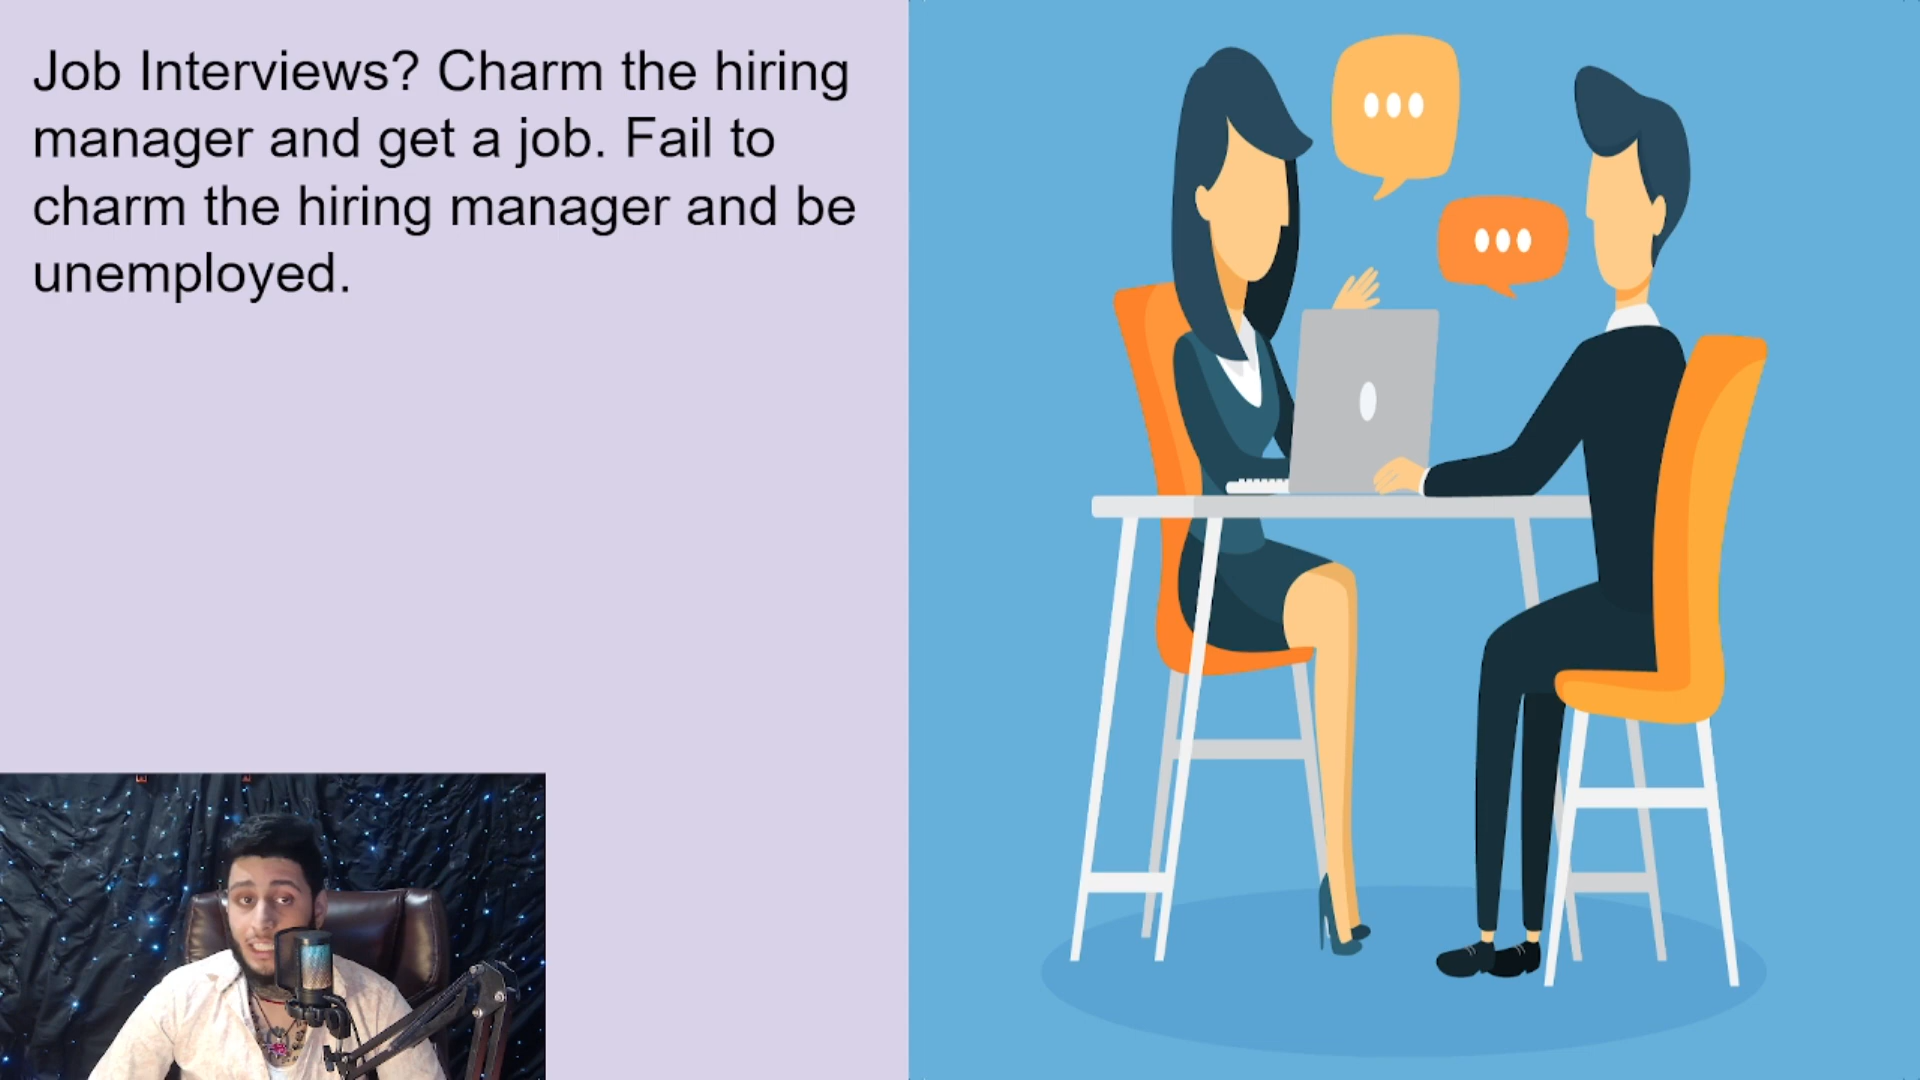 Job Interviews? Charm the hiring
manager and get a job. Fail to
charm the hiring manager and be
unemployed.